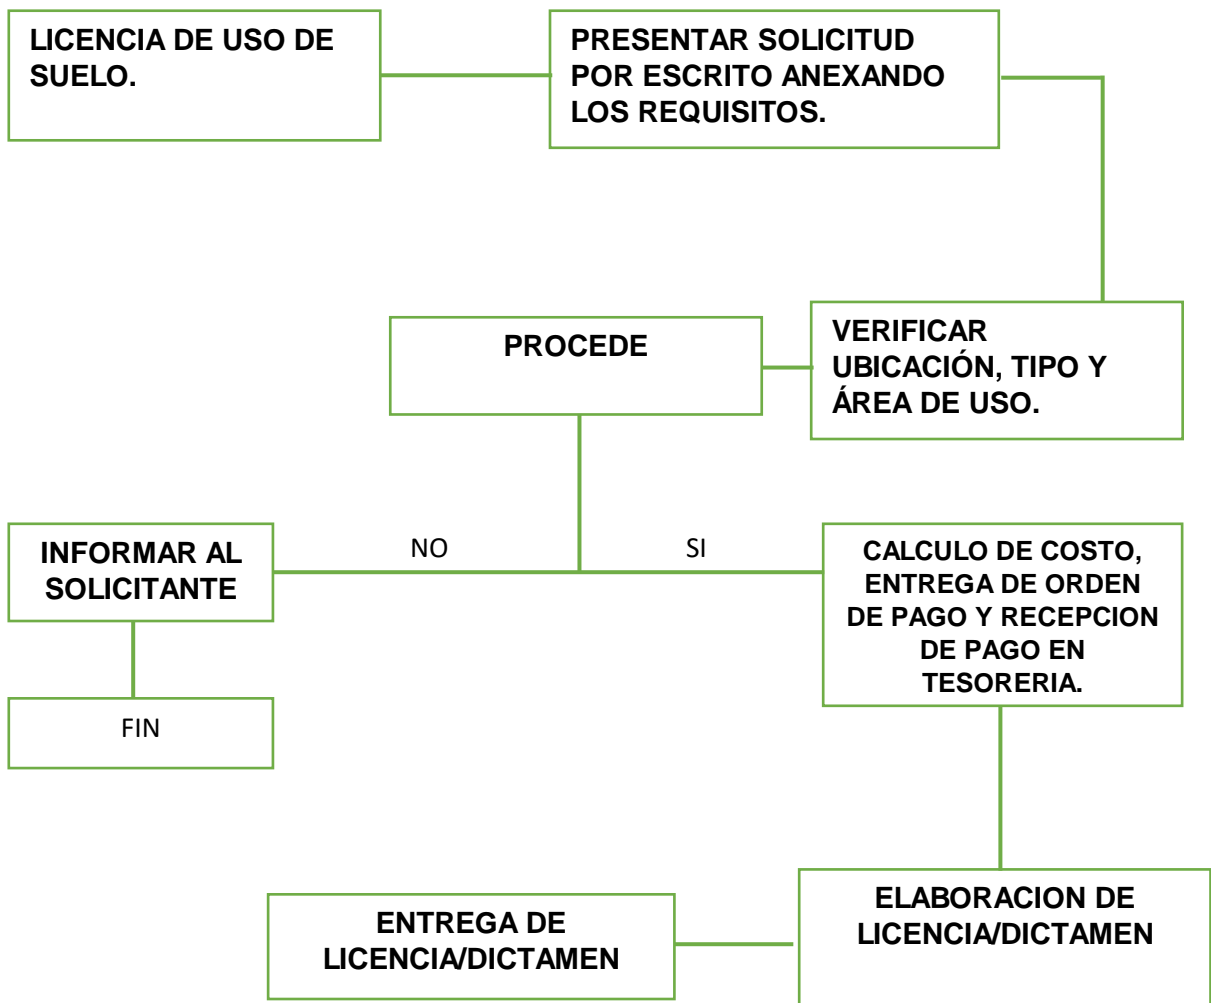 LICENCIA DE USO DE
SUELO.
PRESENTAR SOLICITUD
POR ESCRITO ANEXANDO
LOS REQUISITOS.
VERIFICAR
UBICACIÓN, TIPO Y
ÁREA DE USO.
PROCEDE
NO
SI
INFORMAR AL
SOLICITANTE
FIN
CALCULO DE COSTO,
ENTREGA DE ORDEN
DE PAGO Y RECEPCION
DE PAGO EN
TESORERIA.
ELABORACION DE
LICENCIA/DICTAMEN
ENTREGA DE
LICENCIA/DICTAMEN